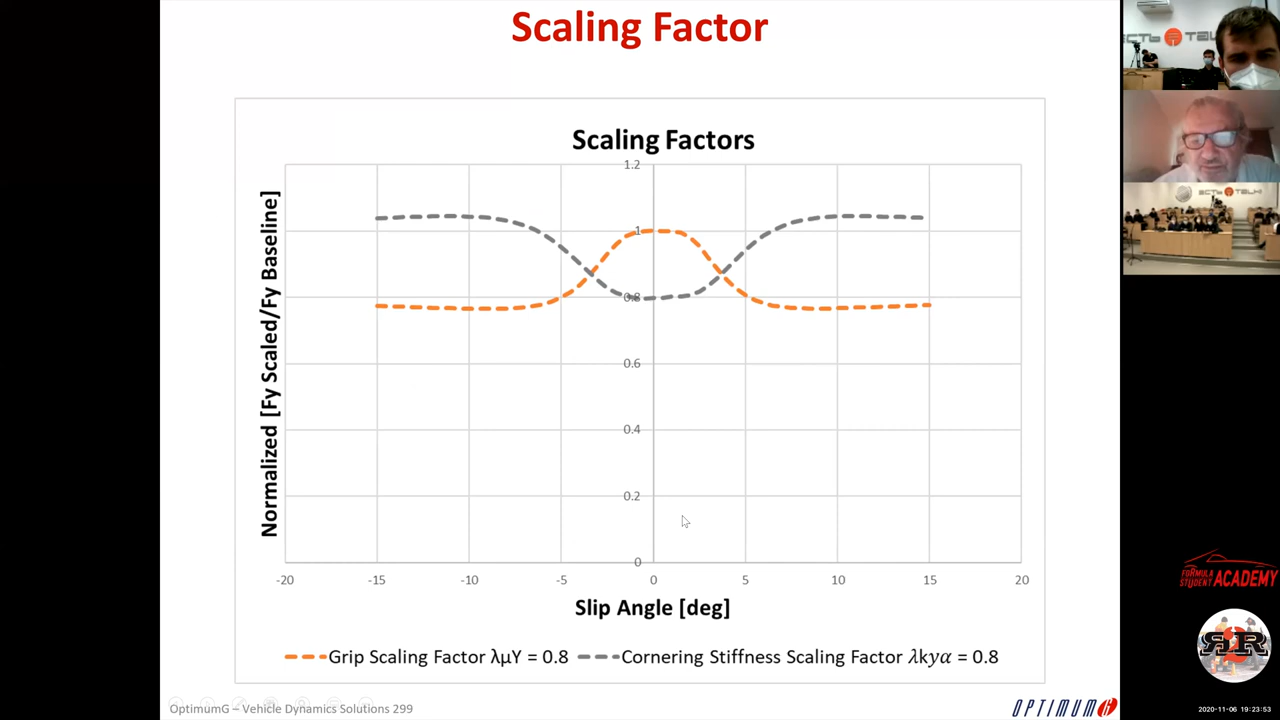 Scaling Factor
Scaling Factors
Normalized [Fy Scaled/Fy Baseline]
1.2
1
0.8
0.6
0.4
0.2
0
-20 -15 -10 -5 0 5 10 15 20
Slip Angle [deg]
Grip Scaling Factor λμY = 0.8
Cornering Stiffness Scaling Factor λkyα = 0.8
OptimumG – Vehicle Dynamics Solutions 299
OPTIMUMG
FORMULA
STUDENT ACADEMY
2020-11-06 19:23:53